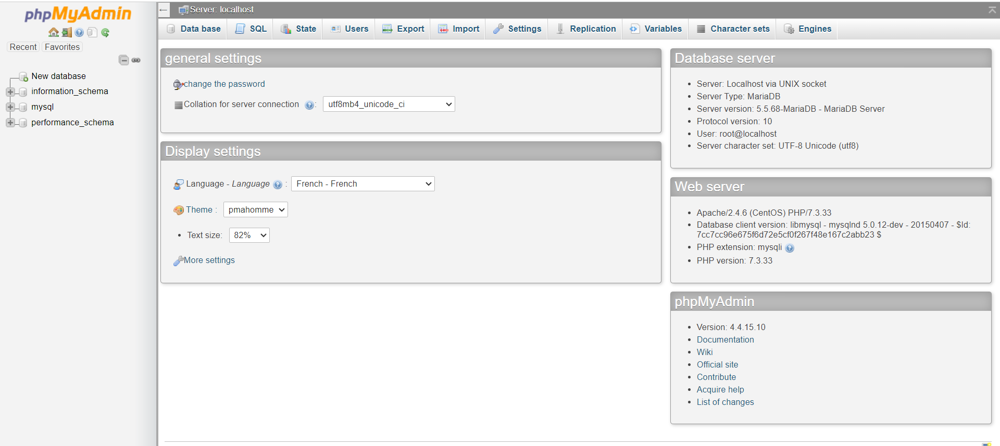 phpMyAdmin
Recent
Favorites
New database
information_schema
mysql
performance_schema
Server: localhost
Data base
SQL
State
Users
Export
Import
Settings
Replication
Variables
Character sets
Engines
general settings
change the password
Collation for server connection :
utf8mb4_unicode_ci
Display settings
Language - Language :
French - French
Theme :
pmahomme
• Text size:
82%
More settings
Database server
• Server: Localhost via UNIX socket
• Server Type: MariaDB
• Server version: 5.5.68-MariaDB - MariaDB Server
• Protocol version: 10
• User: root@localhost
• Server character set: UTF-8 Unicode (utf8)
Web server
• Apache/2.4.6 (CentOS) PHP/7.3.33
• Database client version: libmysql - mysqlnd 5.0.12-dev - 20150407 - $Id:
7cc7cc96e675f6d72e5cf0f267f48e167c2abb23 $
• PHP extension: mysqli
• PHP version: 7.3.33
phpMyAdmin
• Version: 4.4.15.10
• Documentation
• Wiki
• Official site
• Contribute
• Acquire help
• List of changes